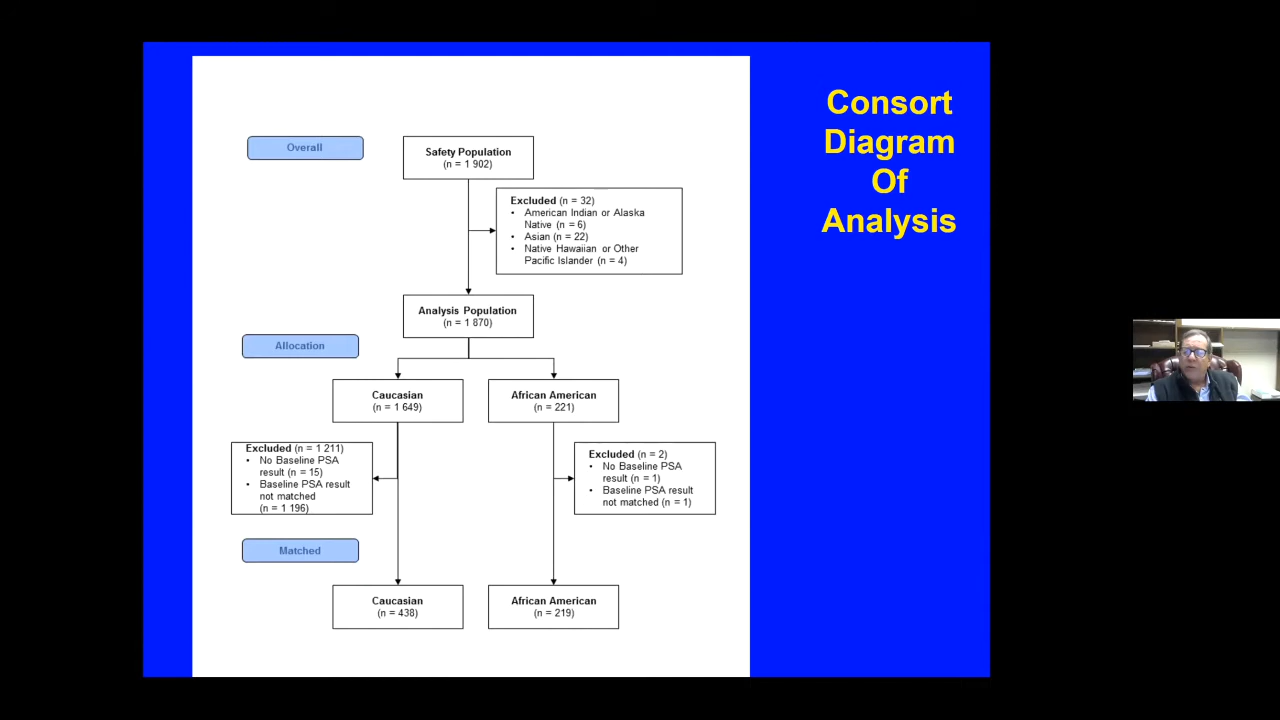 Consort
Diagram
Of
Analysis
Overall
Safety Population
(n = 1 902)
Excluded (n = 32)
• American Indian or Alaska
Native (n = 6)
• Asian (n = 22)
• Native Hawaiian or Other
Pacific Islander (n = 4)
Analysis Population
(n = 1 870)
Allocation
Caucasian
(n = 1 649)
African American
(n = 221)
Excluded (n = 1 211)
• No Baseline PSA
result (n = 15)
• Baseline PSA result
not matched
(n = 1 196)
Excluded (n = 2)
• No Baseline PSA
result (n = 1)
• Baseline PSA result
not matched (n = 1)
Matched
Caucasian
(n = 438)
African American
(n = 219)